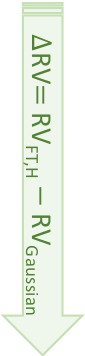 ΔRV= RV_FT,H − RV_Gaussian